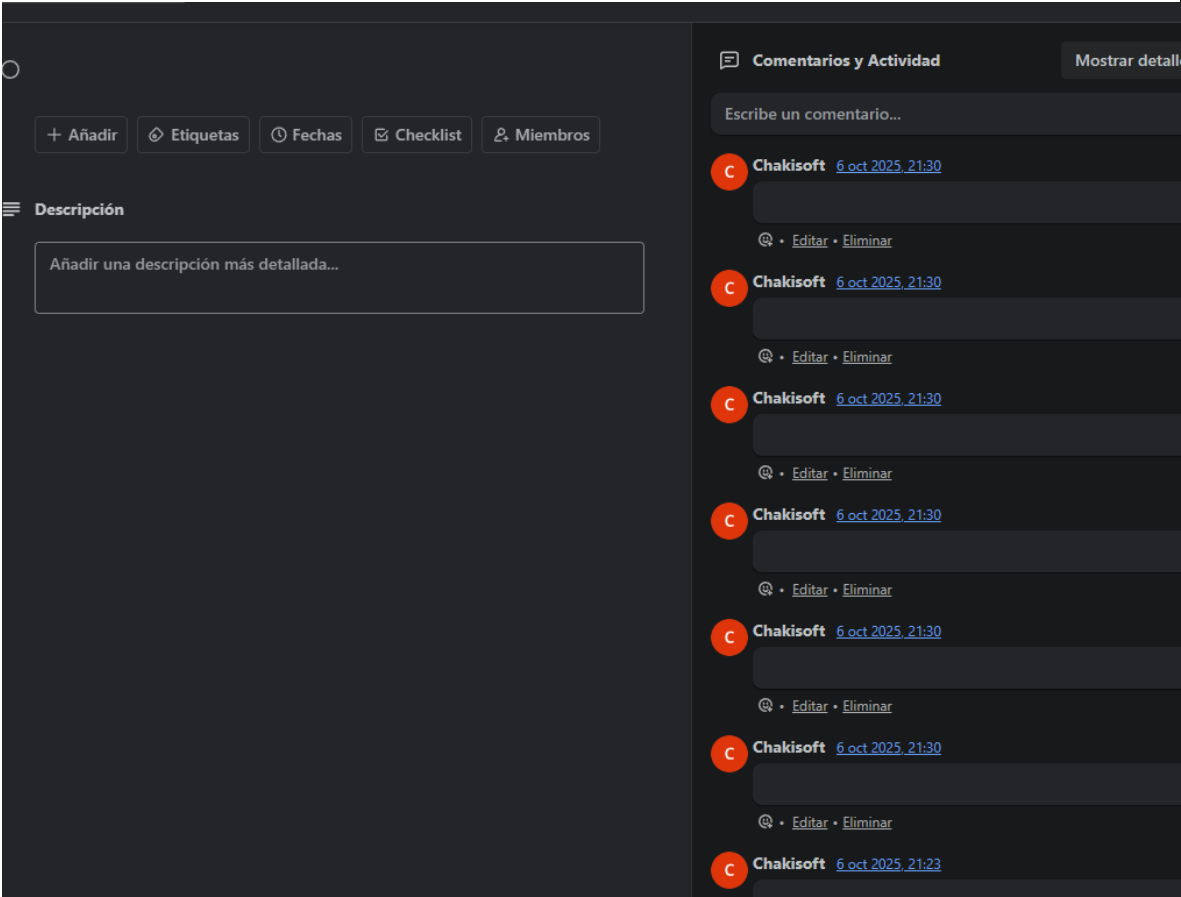 Comentarios y Actividad
Mostrar detalle
Escribe un comentario...
Añadir
Etiquetas
Fechas
Checklist
Miembros
Descripción
Añadir una descripción más detallada...
C
Chakisoft 6 oct 2025, 21:30
• Editar • Eliminar
C
Chakisoft 6 oct 2025, 21:30
• Editar • Eliminar
C
Chakisoft 6 oct 2025, 21:30
• Editar • Eliminar
C
Chakisoft 6 oct 2025, 21:30
• Editar • Eliminar
C
Chakisoft 6 oct 2025, 21:30
• Editar • Eliminar
C
Chakisoft 6 oct 2025, 21:30
• Editar • Eliminar
C
Chakisoft 6 oct 2025, 21:23